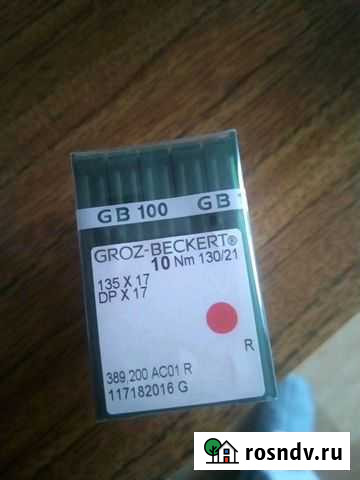 GB 100 GB
GROZ-BECKERT®
10 Nm 130/21
135 X 17
DP X 17
R
389,200 AC01 R
117182016 G
rosndv.ru